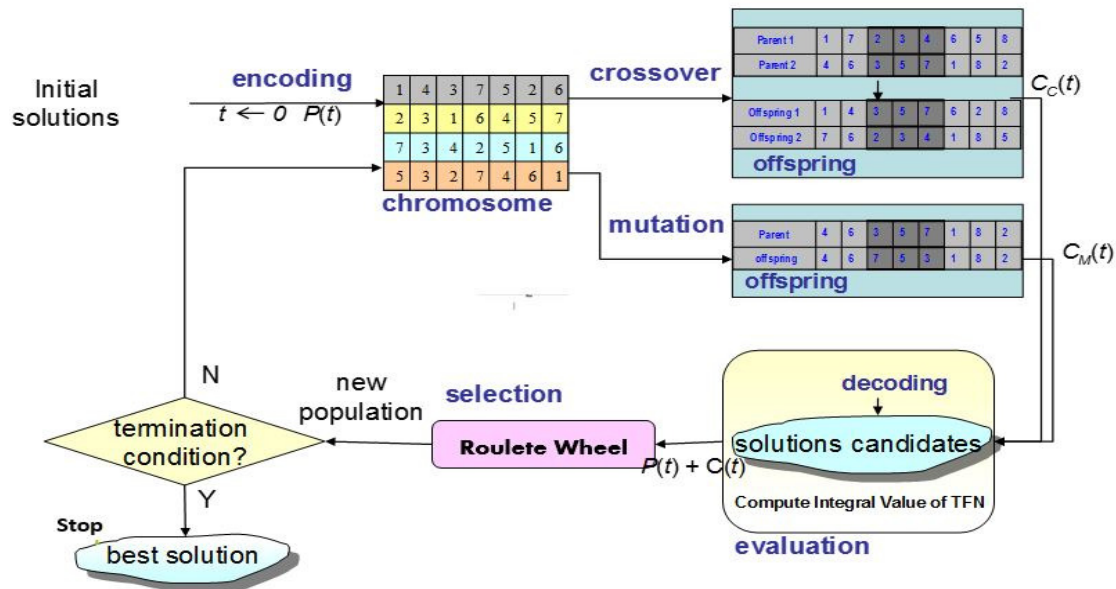 Initial
solutions
encoding
t ← 0 P(t)
1 4 3 7 5 2 6
2 3 1 6 4 5 7
7 3 4 2 5 1 6
5 3 2 7 4 6 1
chromosome
crossover
Parent 1 1 7 2 3 4 6 5 8
Parent 2 4 6 3 5 7 1 8 2
Offspring 1 1 4 3 5 7 6 2 8
Offspring 2 7 6 2 3 4 1 8 5
offspring
C_C(t)
mutation
Parent 4 6 3 5 7 1 8 2
offspring 4 6 7 5 3 1 8 2
offspring
C_M(t)
decoding
solutions candidates
Compute Integral Value of TFN
evaluation
selection
Roulete Wheel
P(t) + C(t)
new
population
N
termination
condition?
Y
Stop
best solution